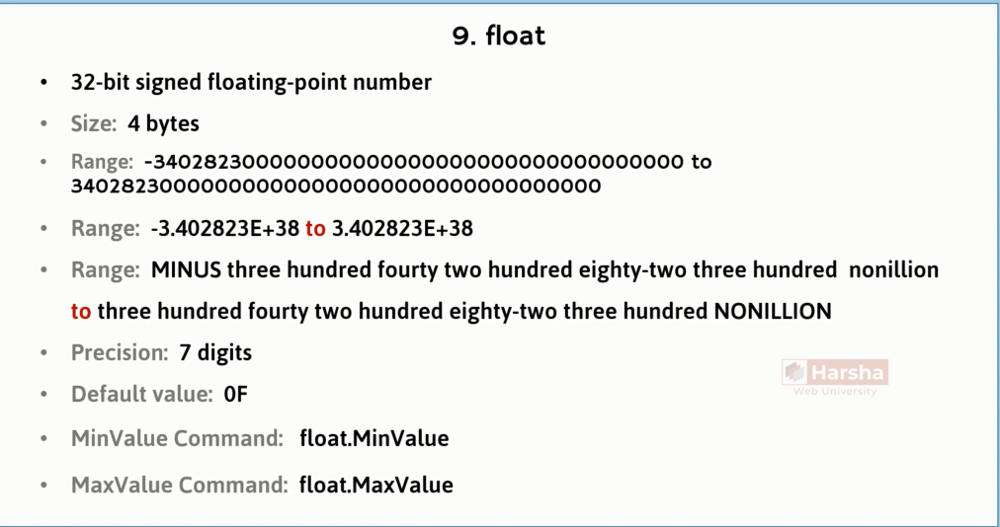 9. float
• 32-bit signed floating-point number
• Size: 4 bytes
• Range: -340282300000000000000000000000000000000 to
340282300000000000000000000000000000000
• Range: -3.402823E+38 to 3.402823E+38
• Range: MINUS three hundred fourty two hundred eighty-two three hundred nonillion
to three hundred fourty two hundred eighty-two three hundred NONILLION
• Precision: 7 digits
Harsha
Web University
• Default value: 0F
• MinValue Command: float.MinValue
• MaxValue Command: float.MaxValue